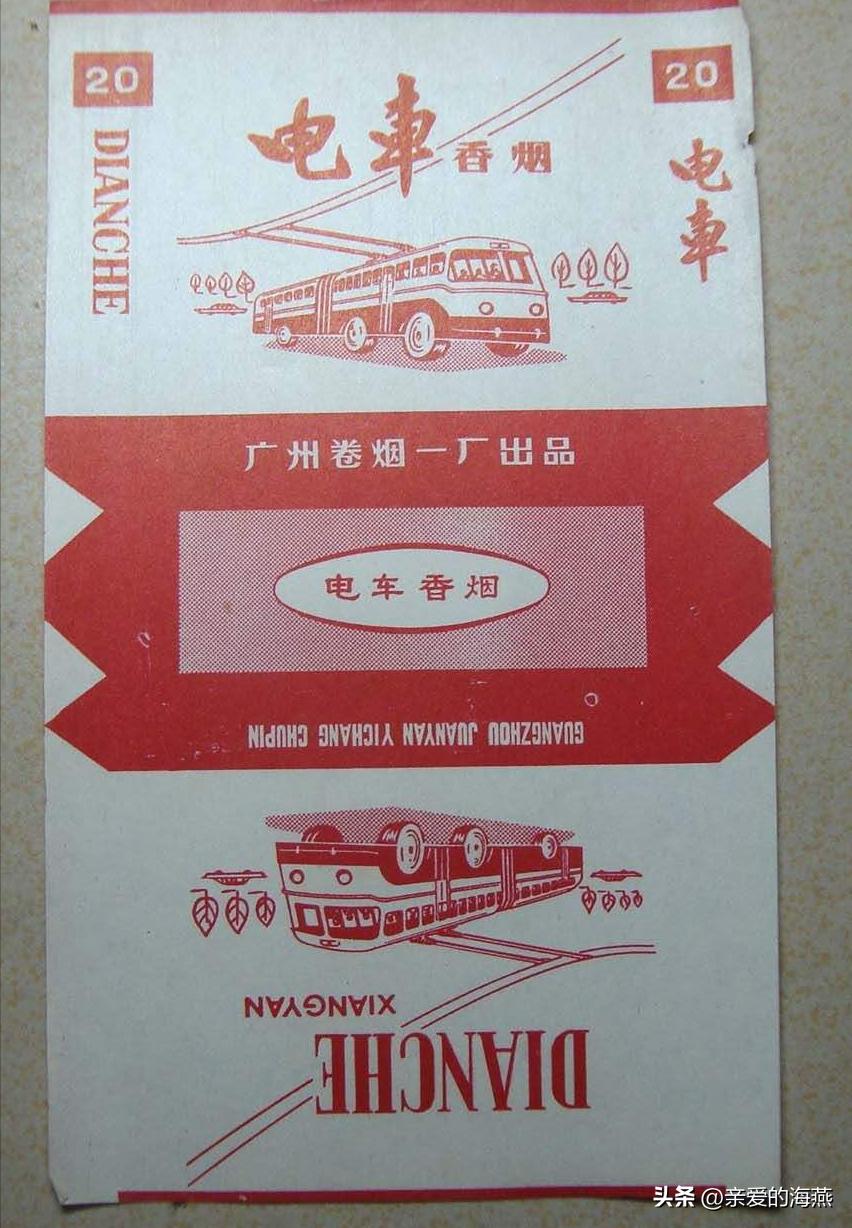 20
20
DIANCHE
电車
香烟
电車
广州卷烟一厂出品
电车香烟
GUANGZHOU JUANYAN YICHANG CHUPIN
XIANGYAN
DIANCHE
头条 @亲爱的海燕